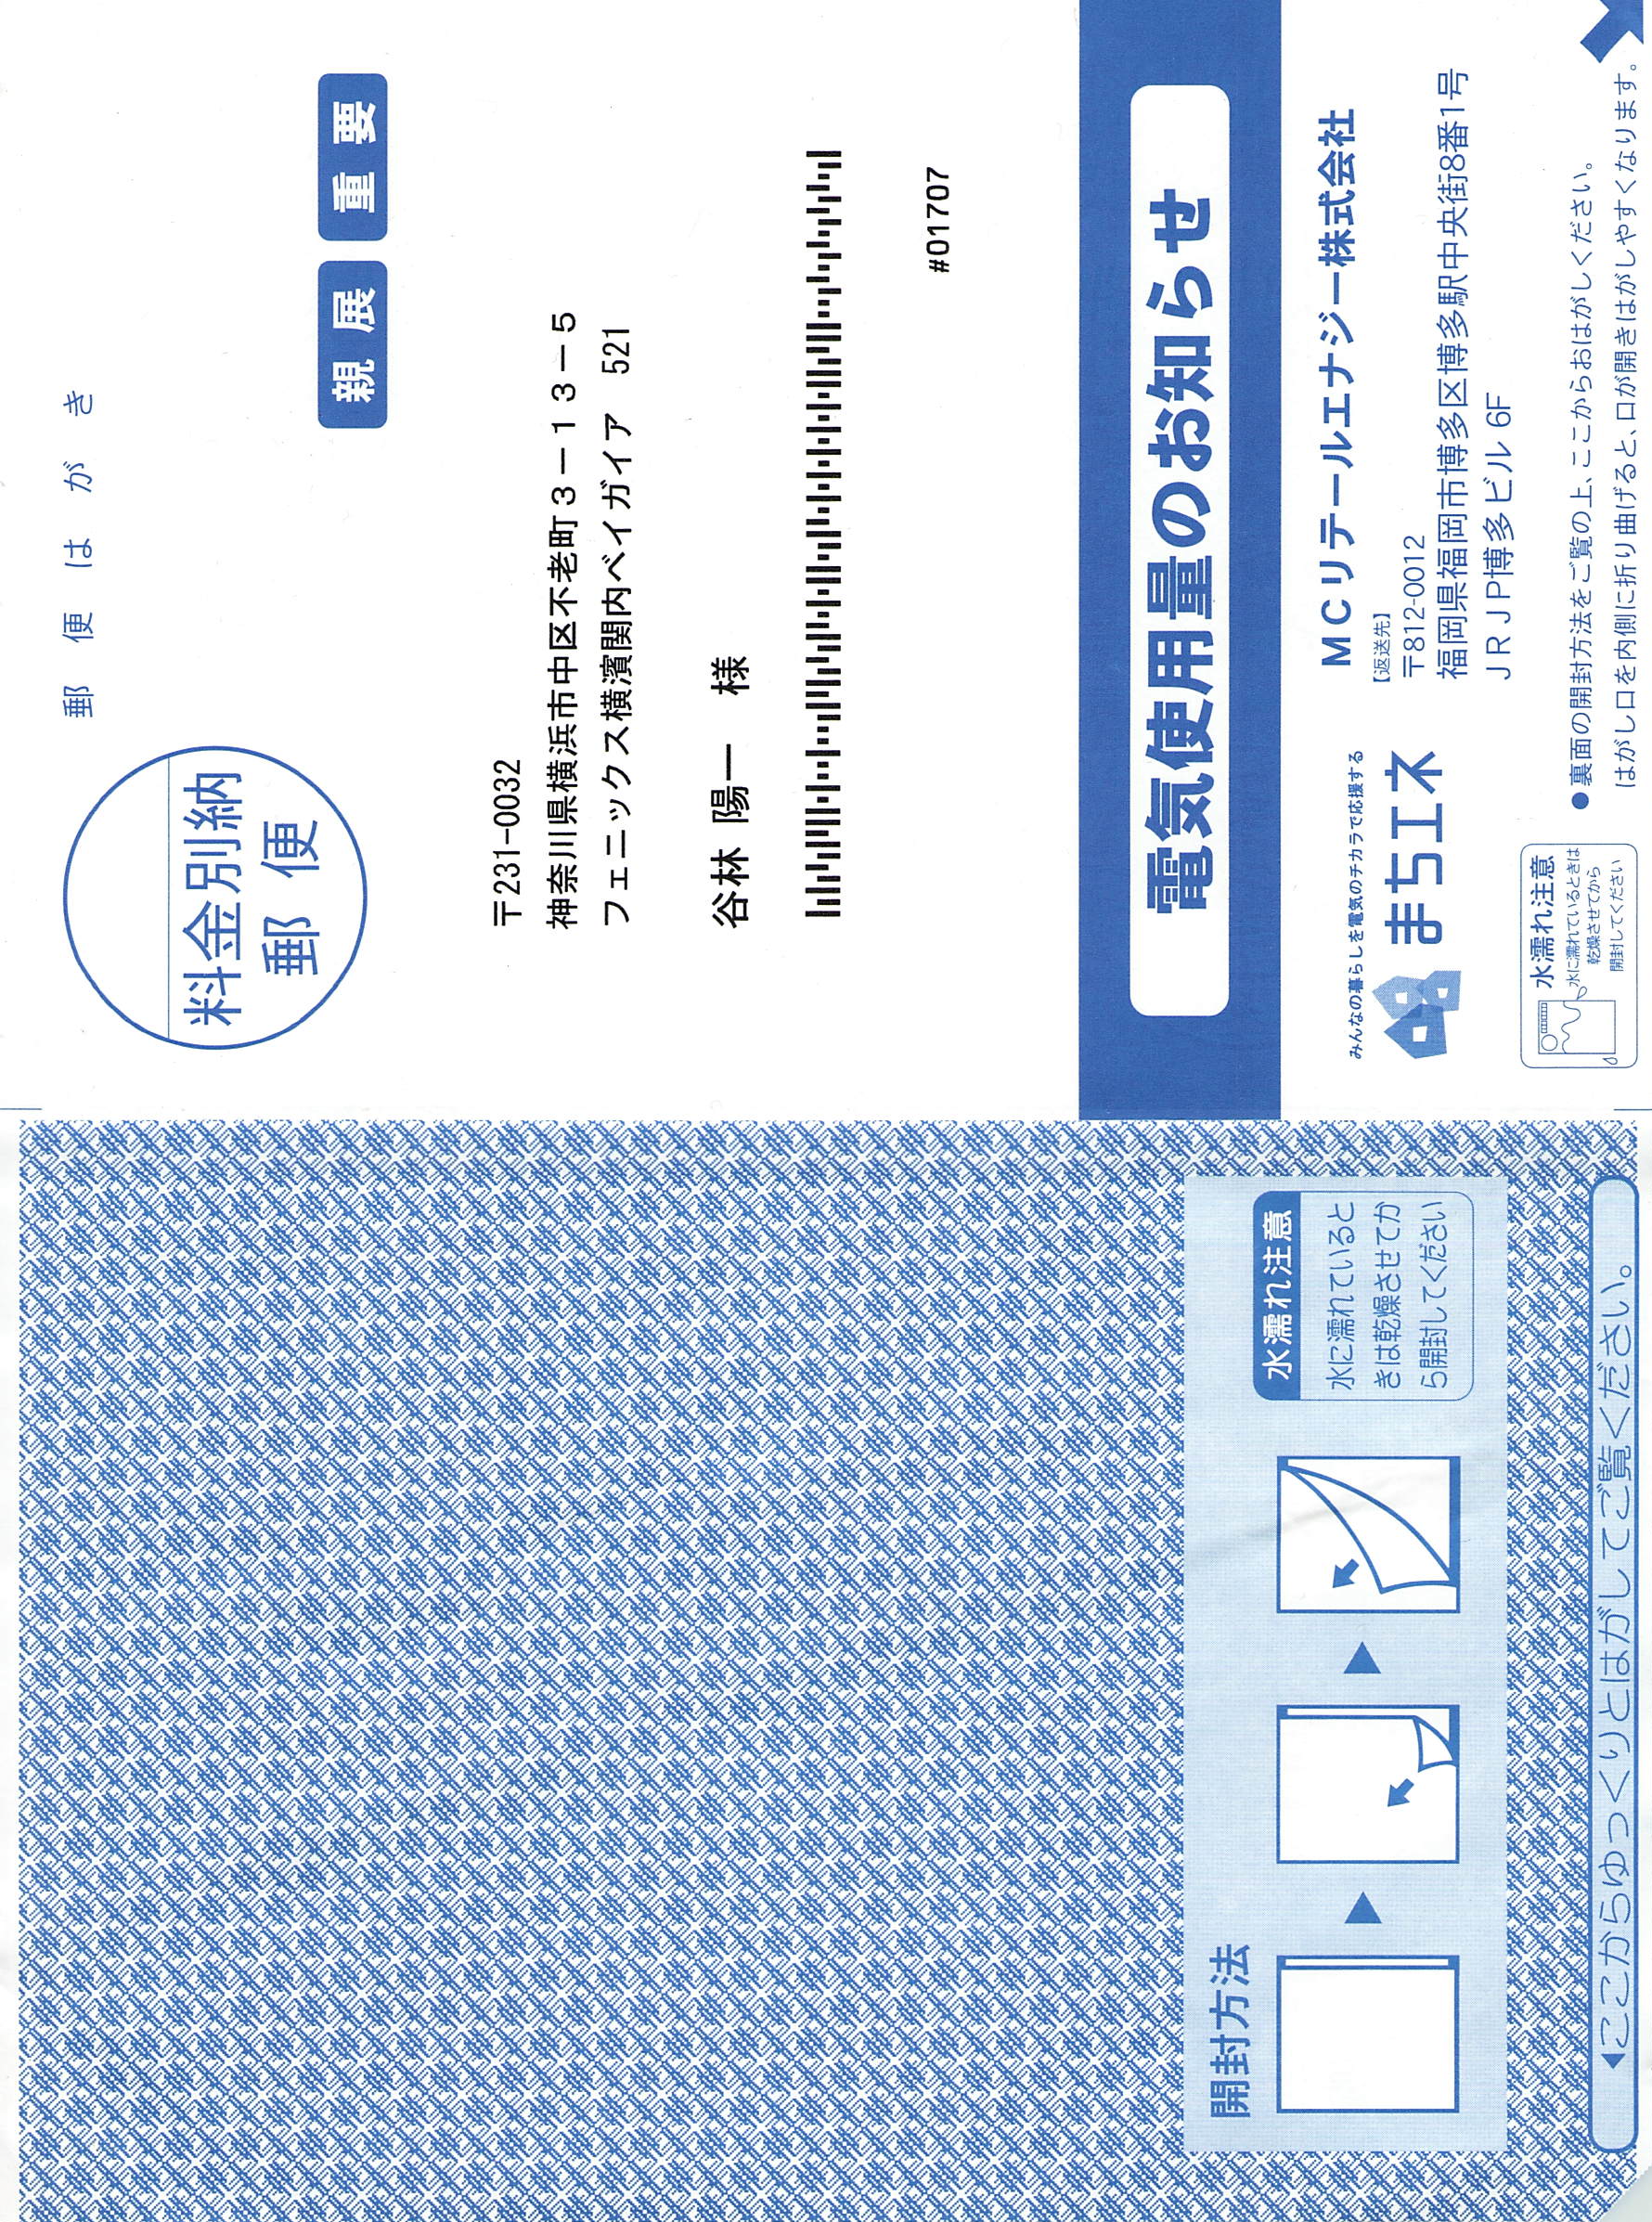 郵便はがき
料金別納
郵便
親展
重要
〒231-0032
神奈川県横浜市中区不老町3-13-5
フェニックス横濱関内ベイガイア 521
谷林 陽一 様
#01707
電気使用量のお知らせ
みんなの暮らしを電気のチカラで応援する
まちエネ
MCリテールエナジー株式会社
【返送先】
〒812-0012
福岡県福岡市博多区博多駅中央街8番1号
JRJP博多ビル 6F
水濡れ注意
水に濡れているときは
乾燥させてから
開封してください
●裏面の開封方法をご覧の上、ここからおはがしください。
はがし口を内側に折り曲げると、口が開きはがしやすくなります。
開封方法
水濡れ注意
水に濡れていると
きは乾燥させてか
ら開封してください
◀ここからゆっくりとはがしてご覧ください。